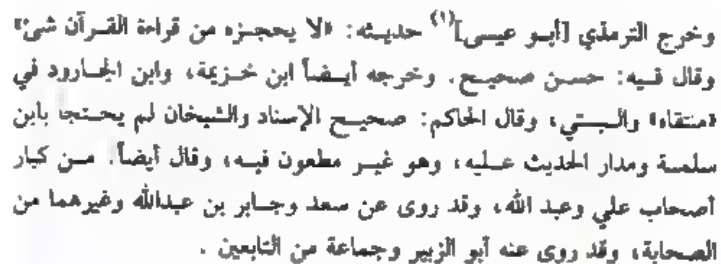 وخرج الترمذي [أبو عيسى](١) حديثه: «لا يحجزه من قراءة القرآن شئ»
وقال فيه: حسن صحيح. وخرجه أيضاً ابن خزيمة، وابن الجارود في
«منتقاه» والبستي، وقال الحاكم: صحيح الإسناد والشيخان لم يحتجا بابن
سلمة ومدار الحديث عليه، وهو غير مطعون فيه، وقال أيضاً. من كبار
أصحاب علي وعبد الله، وقد روى عن سعد وجابر بن عبدالله وغيرهما من
الصحابة، وقد روى عنه أبو الزبير وجماعة من التابعين .